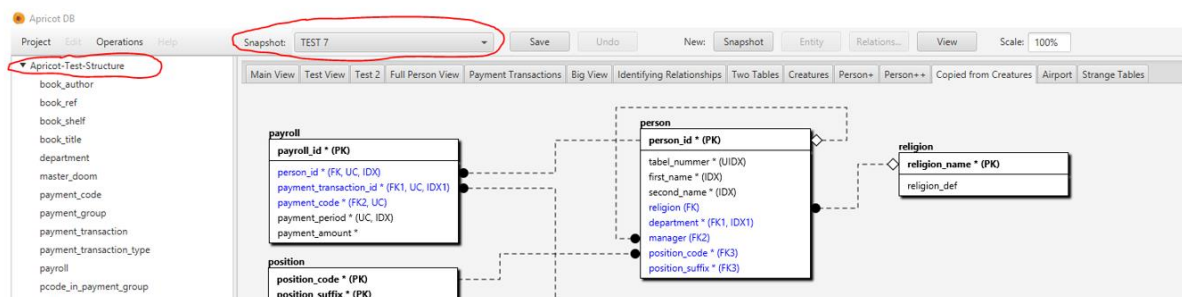 Apricot DB
Project Edit Operations Help Snapshot: TEST 7 Save Undo New: Snapshot Entity Relations... View Scale: 100%
Apricot-Test-Structure
book_author
book_ref
book_shelf
book_title
department
master_doom
payment_code
payment_group
payment_transaction
payment_transaction_type
payroll
pcode_in_payment_group
Main View Test View Test 2 Full Person View Payment Transactions Big View Identifying Relationships Two Tables Creatures Person+ Person++ Copied from Creatures Airport Strange Tables
payroll
payroll_id * (PK)
person_id * (FK, UC, IDX)
payment_transaction_id * (FK1, UC, IDX1)
payment_code * (FK2, UC)
payment_period * (UC, IDX)
payment_amount *
position
position_code * (PK)
position_suffix * (PK)
person
person_id * (PK)
tabel_nummer * (UIDX)
first_name * (IDX)
second_name * (IDX)
religion (FK)
department * (FK1, IDX1)
manager (FK2)
position_code * (FK3)
position_suffix * (FK3)
religion
religion_name * (PK)
religion_def